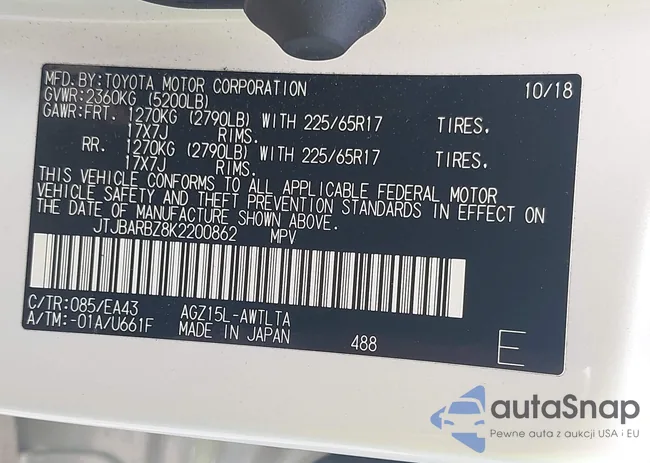 MFD.BY:TOYOTA MOTOR CORPORATION 10/18
GVWR:2360KG (5200LB)
GAWR:FRT. 1270KG (2790LB) WITH 225/65R17 TIRES.
17X7J RIMS.
RR. 1270KG (2790LB) WITH 225/65R17 TIRES.
17X7J RIMS.
THIS VEHICLE CONFORMS TO ALL APPLICABLE FEDERAL MOTOR
VEHICLE SAFETY AND THEFT PREVENTION STANDARDS IN EFFECT ON
THE DATE OF MANUFACTURE SHOWN ABOVE.
JTJBARBZ8K2200862 MPV
C/TR:085/EA43 AGZ15L-AWTLTA
A/TM:-01A/U661F MADE IN JAPAN 488 E
autaSnap
Pewne auta z aukcji USA i EU